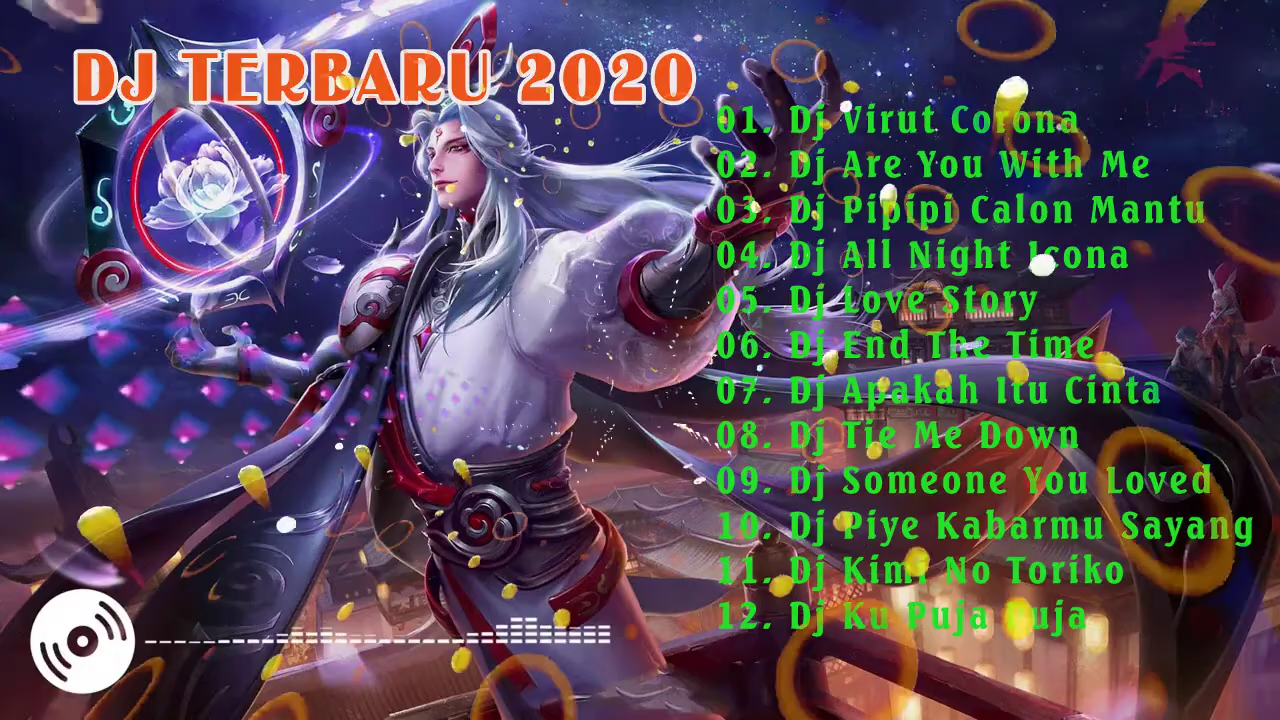 DJ TERBARU 2020
01. Dj Virut Corona
02. Dj Are You With Me
03. Dj Pipipi Calon Mantu
04. Dj All Night Icona
05. Dj Love Story
06. Dj End The Time
07. Dj Apakah Itu Cinta
08. Dj Tie Me Down
09. Dj Someone You Loved
10. Dj Piye Kabarmu Sayang
11. Dj Kimi No Toriko
12. Dj Ku Puja Puja